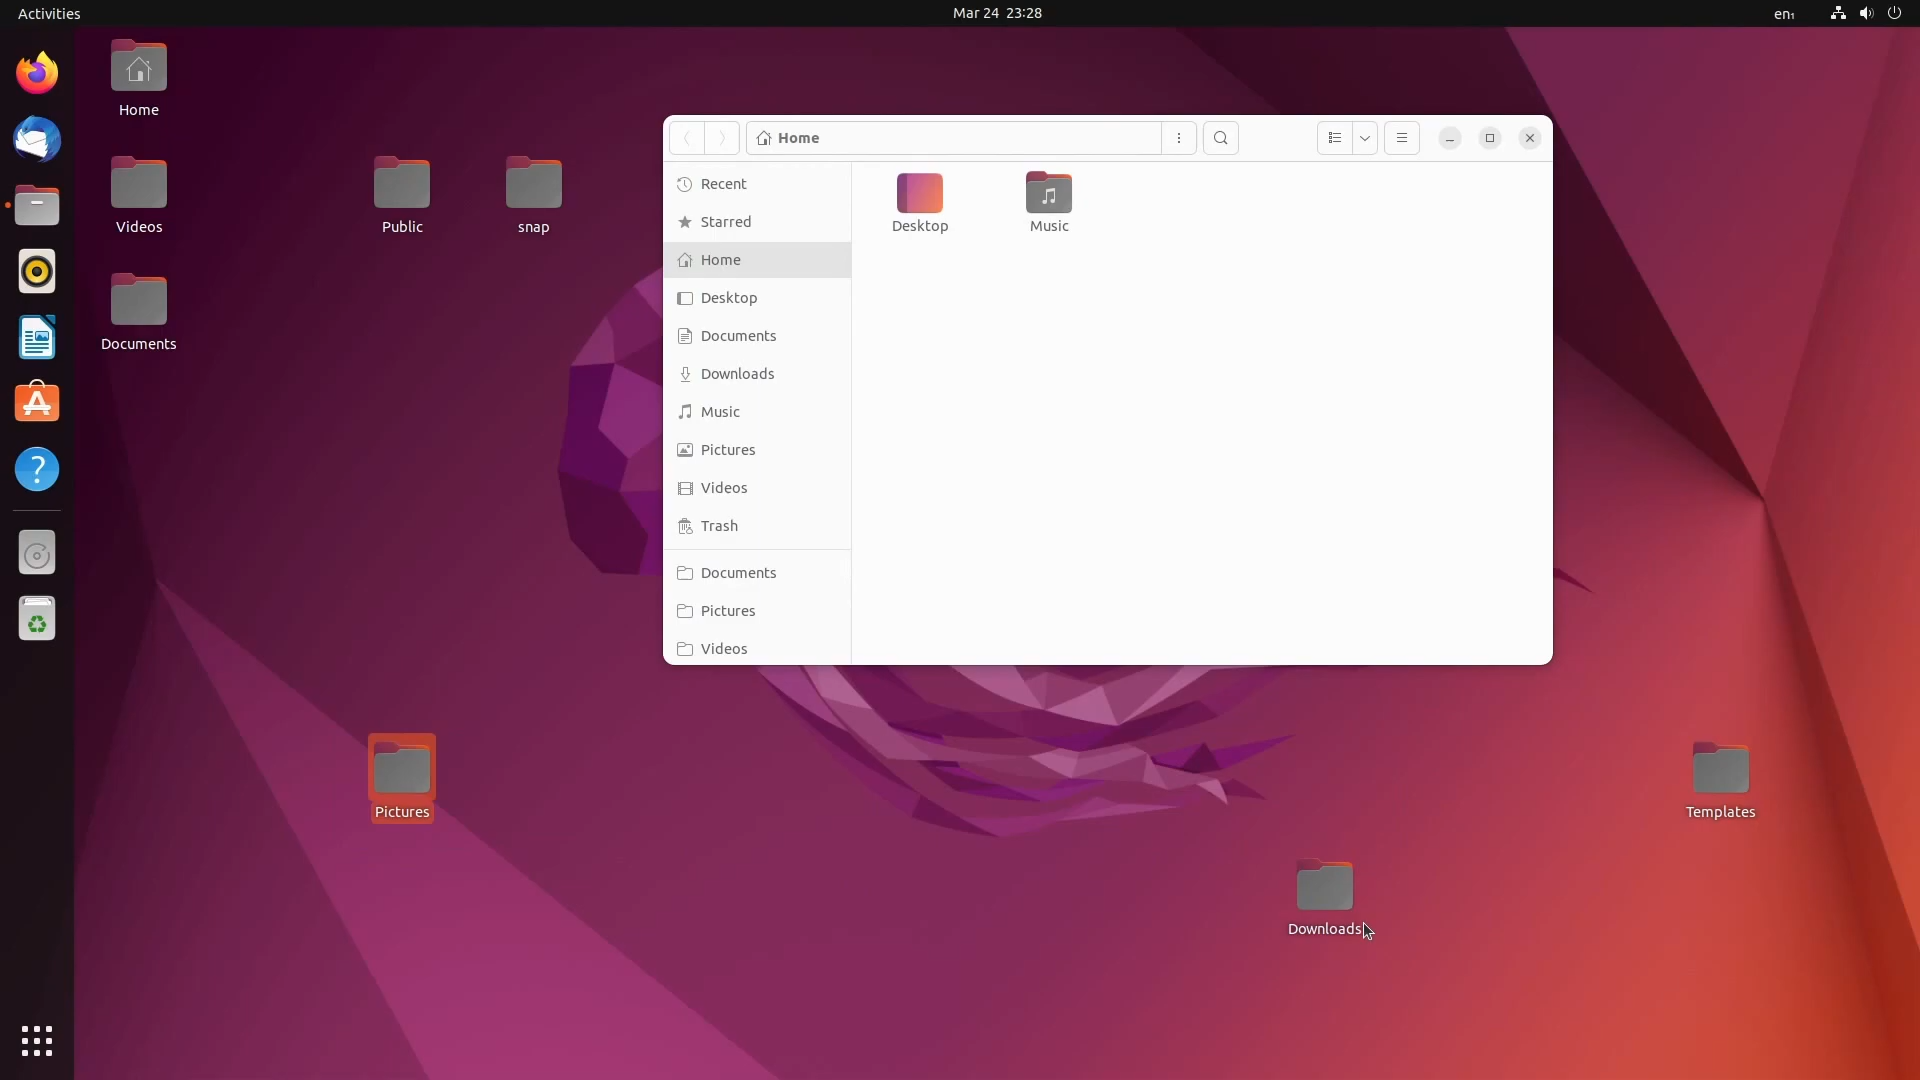 Activities
Mar 24 23:28
en₁
Home
Videos
Public
snap
Documents
Pictures
Templates
Downloads
Home
Recent
Starred
Home
Desktop
Documents
Downloads
Music
Pictures
Videos
Trash
Documents
Pictures
Videos
Desktop
Music